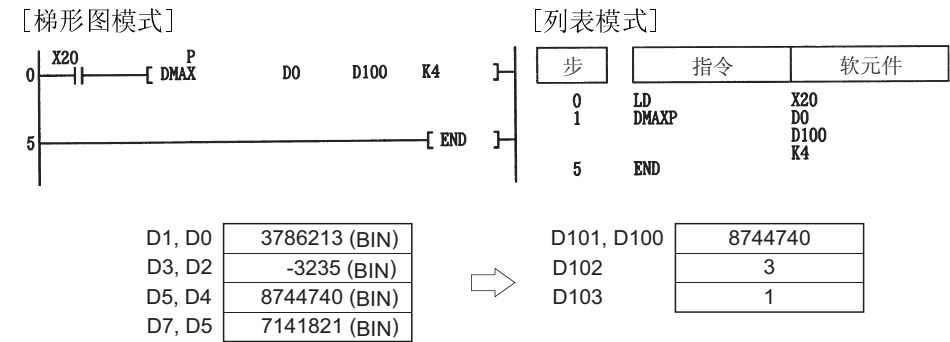 [梯形图模式]
[列表模式]
X20 P
0 DMAX D0 D100 K4
5 END
步 指令 软元件
0 LD X20
1 DMAXP D0
D100
K4
5 END
D1, D0 3786213 (BIN)
D3, D2 -3235 (BIN)
D5, D4 8744740 (BIN)
D7, D5 7141821 (BIN)
D101, D100 8744740
D102 3
D103 1